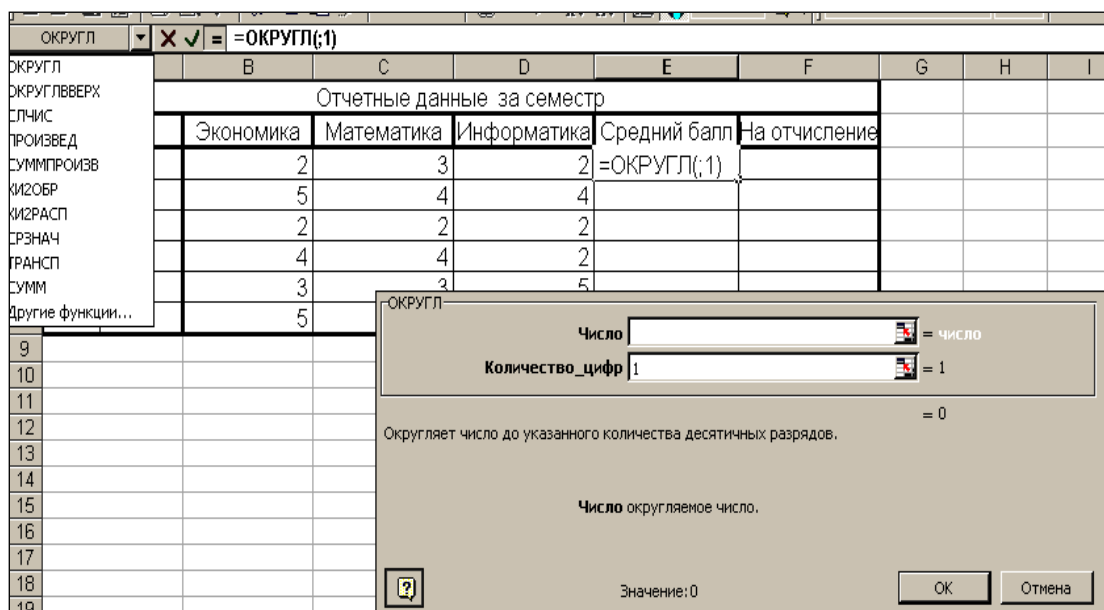 ОКРУГЛ =ОКРУГЛ(;1)
ОКРУГЛ
ОКРУГЛВВЕРХ
СЛЧИС
ПРОИЗВЕД
СУММПРОИЗВ
ХИ2ОБР
ХИ2РАСП
СРЗНАЧ
ТРАНСП
СУММ
Другие функции...
B C D E F G H I
Отчетные данные за семестр
Экономика Математика Информатика Средний балл На отчисление
2 3 2 =ОКРУГЛ(;1)
5 4 4
2 2 2
4 4 2
3 3 5
5
9
10
11
12
13
14
15
16
17
18
19
ОКРУГЛ
Число = число
Количество_цифр 1 = 1
= 0
Округляет число до указанного количества десятичных разрядов.
Число округляемое число.
Значение:0 ОК Отмена